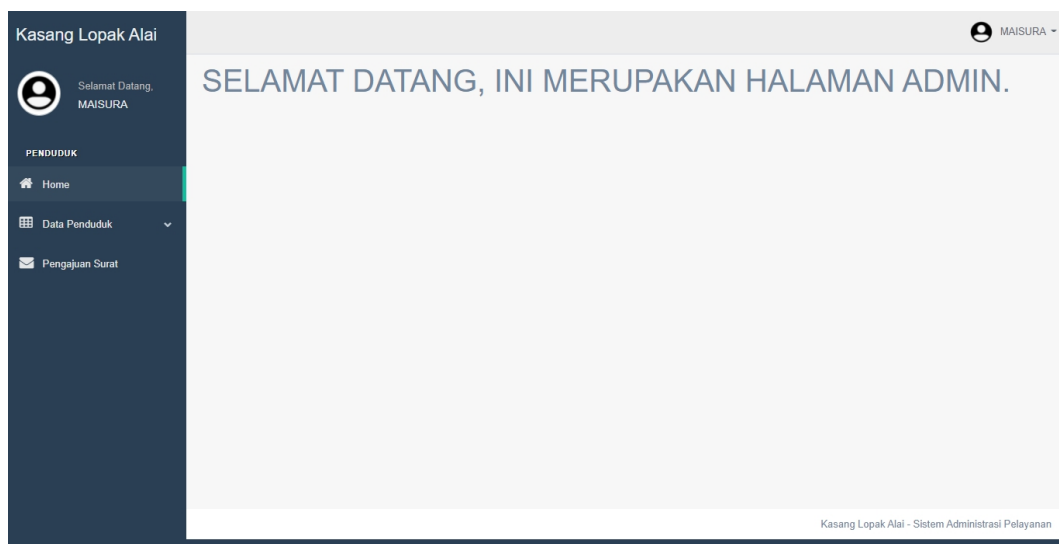 Kasang Lopak Alai
MAISURA
Selamat Datang,
MAISURA
SELAMAT DATANG, INI MERUPAKAN HALAMAN ADMIN.
PENDUDUK
Home
Data Penduduk
Pengajuan Surat
Kasang Lopak Alai - Sistem Administrasi Pelayanan